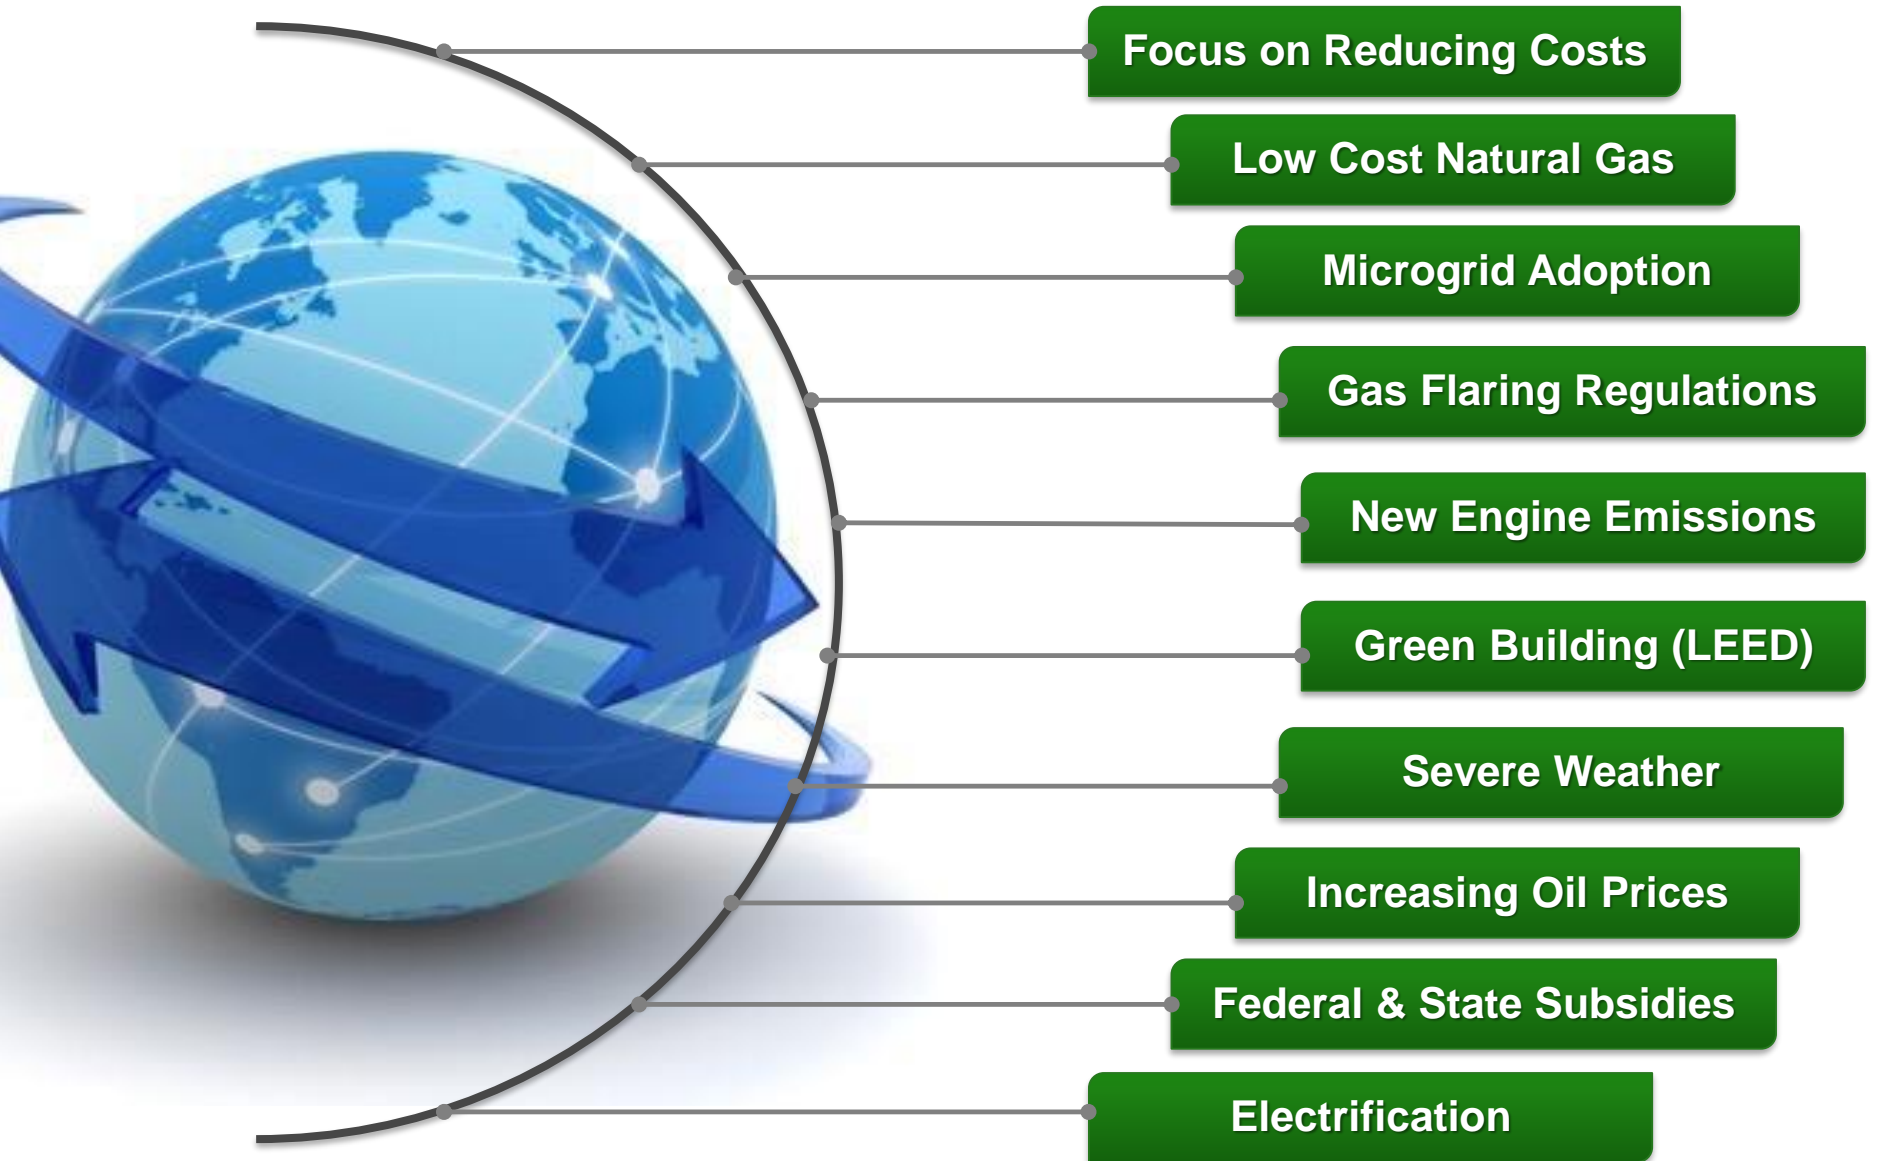 Focus on Reducing Costs
Low Cost Natural Gas
Microgrid Adoption
Gas Flaring Regulations
New Engine Emissions
Green Building (LEED)
Severe Weather
Increasing Oil Prices
Federal & State Subsidies
Electrification